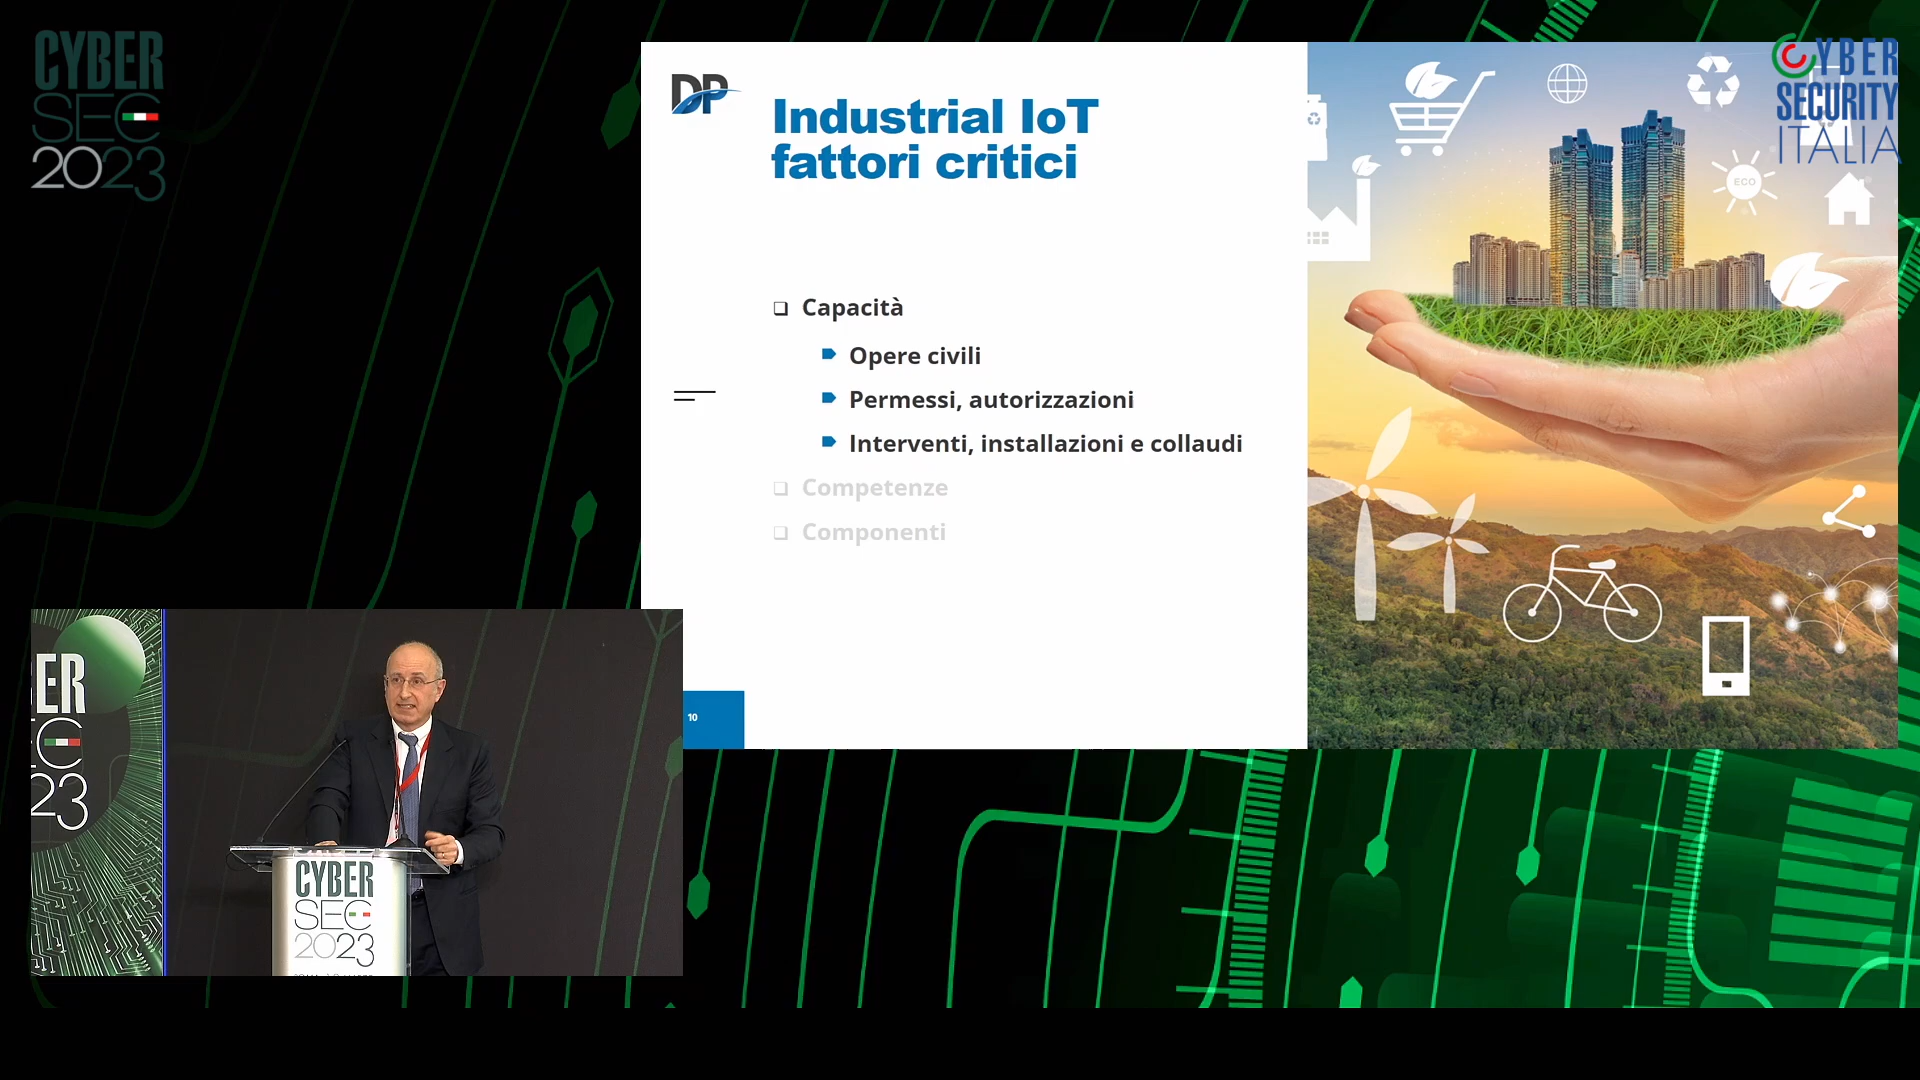 CYBER
SEC
2023
DP
Industrial IoT
fattori critici
Capacità
Opere civili
Permessi, autorizzazioni
Interventi, installazioni e collaudi
Competenze
Componenti
10
CYBER
SECURITY
ITALIA
ECO
ER
C
23
CYBER
SEC
2023